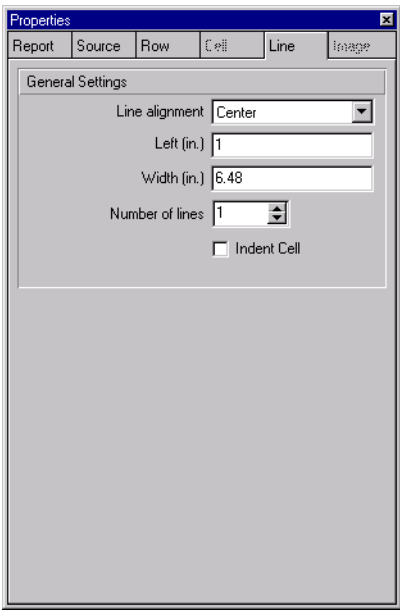 Properties
Report Source Row Cell Line Image
General Settings
Line alignment Center
Left (in.) 1
Width (in.) 6.48
Number of lines 1
Indent Cell